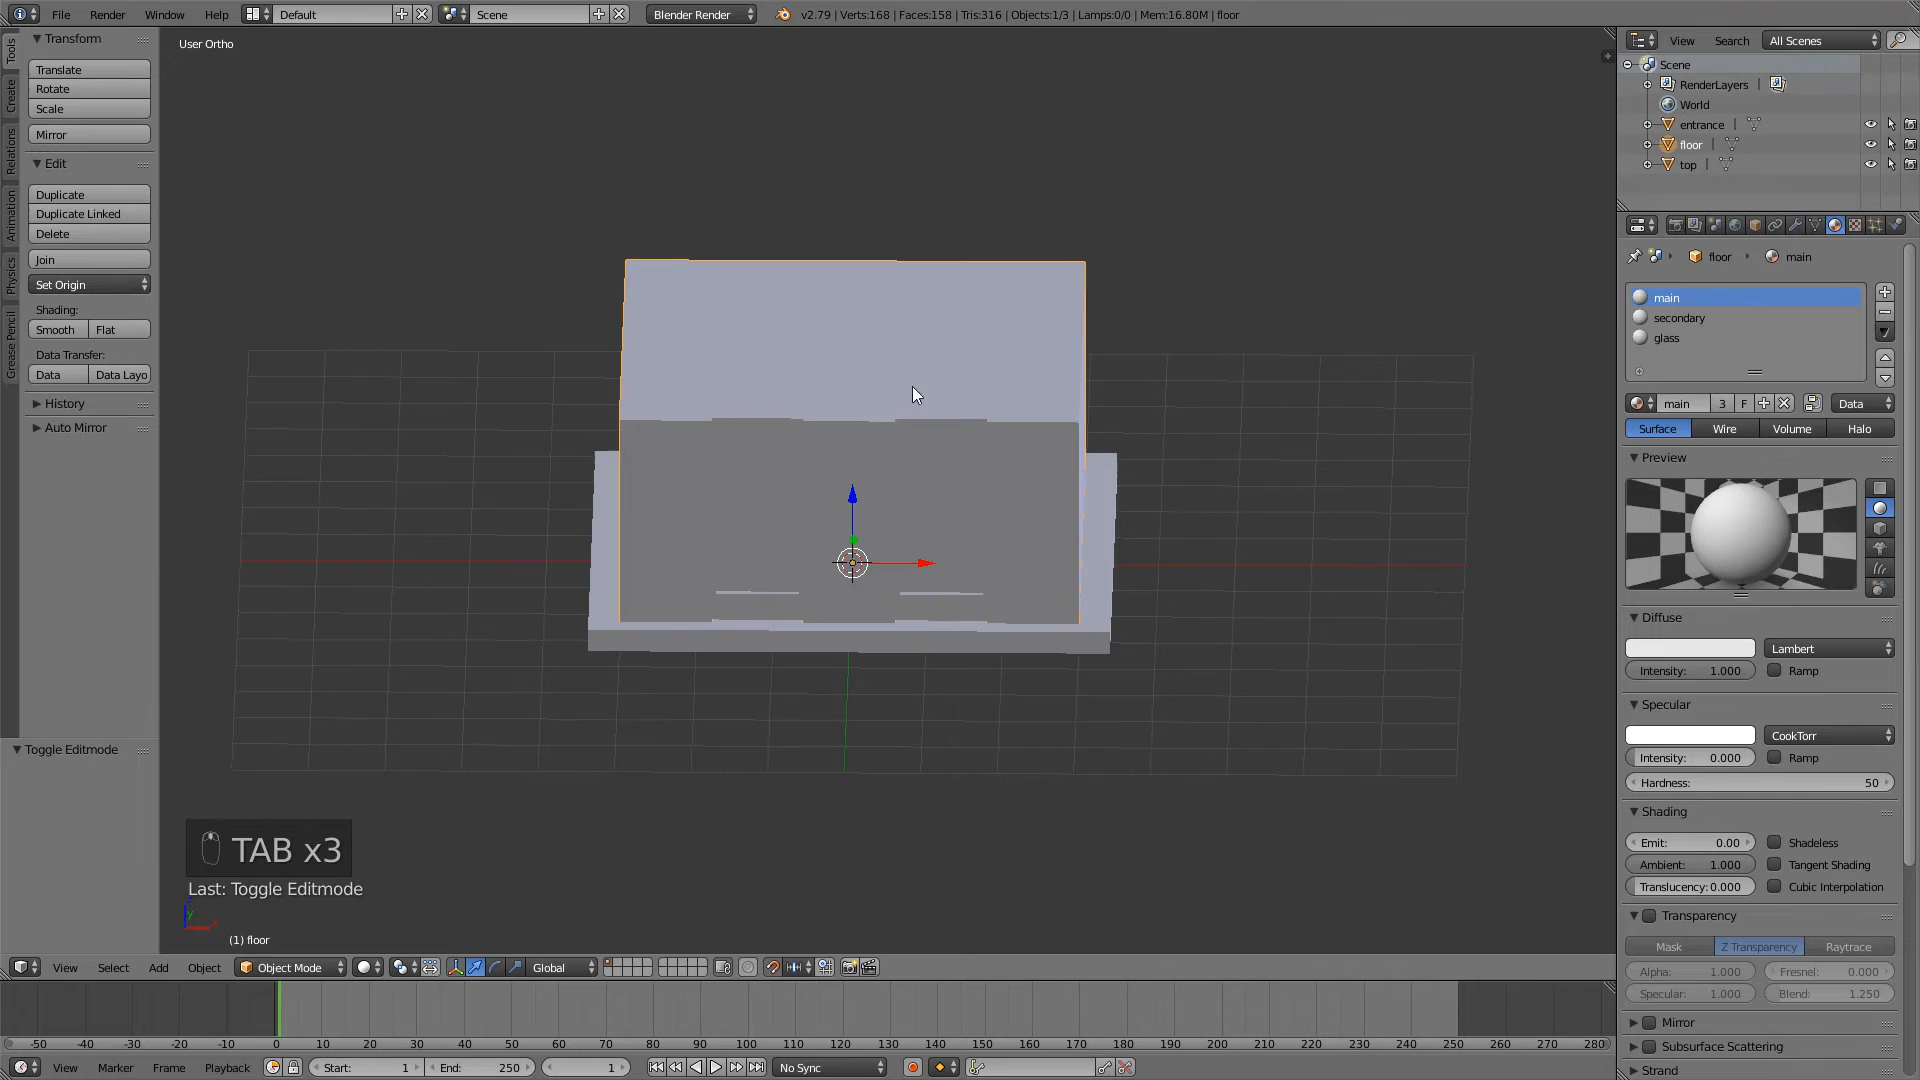 File Render Window Help Default Scene Blender Render v2.79 | Verts:168 | Faces:158 | Tris:316 | Objects:1/3 | Lamps:0/0 | Mem:16.80M | floor
Tools
Create
Relations
Animation
Physics
Grease Pencil
Transform
Translate
Rotate
Scale
Mirror
Edit
Duplicate
Duplicate Linked
Delete
Join
Set Origin
Shading:
Smooth Flat
Data Transfer:
Data Data Layo
History
Auto Mirror
Toggle Editmode
User Ortho
TAB x3
Last: Toggle Editmode
y x
(1) floor
View Select Add Object Object Mode Global
-50 -40 -30 -20 -10 0 10 20 30 40 50 60 70 80 90 100 110 120 130 140 150 160 170 180 190 200 210 220 230 240 250 260 270 280
View Marker Frame Playback Start: 1 End: 250 1 No Sync
View Search All Scenes
Scene
RenderLayers |
World
entrance |
floor |
top |
floor main
main
secondary
glass
main 3 F Data
Surface Wire Volume Halo
Preview
Diffuse
Lambert
Intensity: 1.000 Ramp
Specular
CookTorr
Intensity: 0.000 Ramp
Hardness: 50
Shading
Emit: 0.00 Shadeless
Ambient: 1.000 Tangent Shading
Translucency: 0.000 Cubic Interpolation
Transparency
Mask Z Transparency Raytrace
Alpha: 1.000 Fresnel: 0.000
Specular: 1.000 Blend: 1.250
Mirror
Subsurface Scattering
Strand